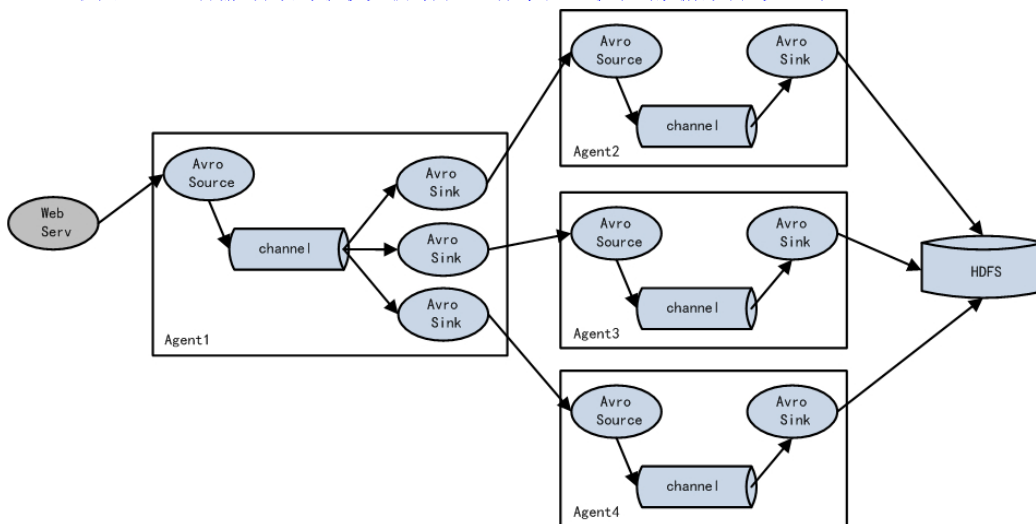 Web
Serv
Avro
Source
channel
Avro
Sink
Avro
Sink
Avro
Sink
Agent1
Avro
Source
channel
Avro
Sink
Agent2
Avro
Source
channel
Avro
Sink
Agent3
Avro
Source
channel
Avro
Sink
Agent4
HDFS